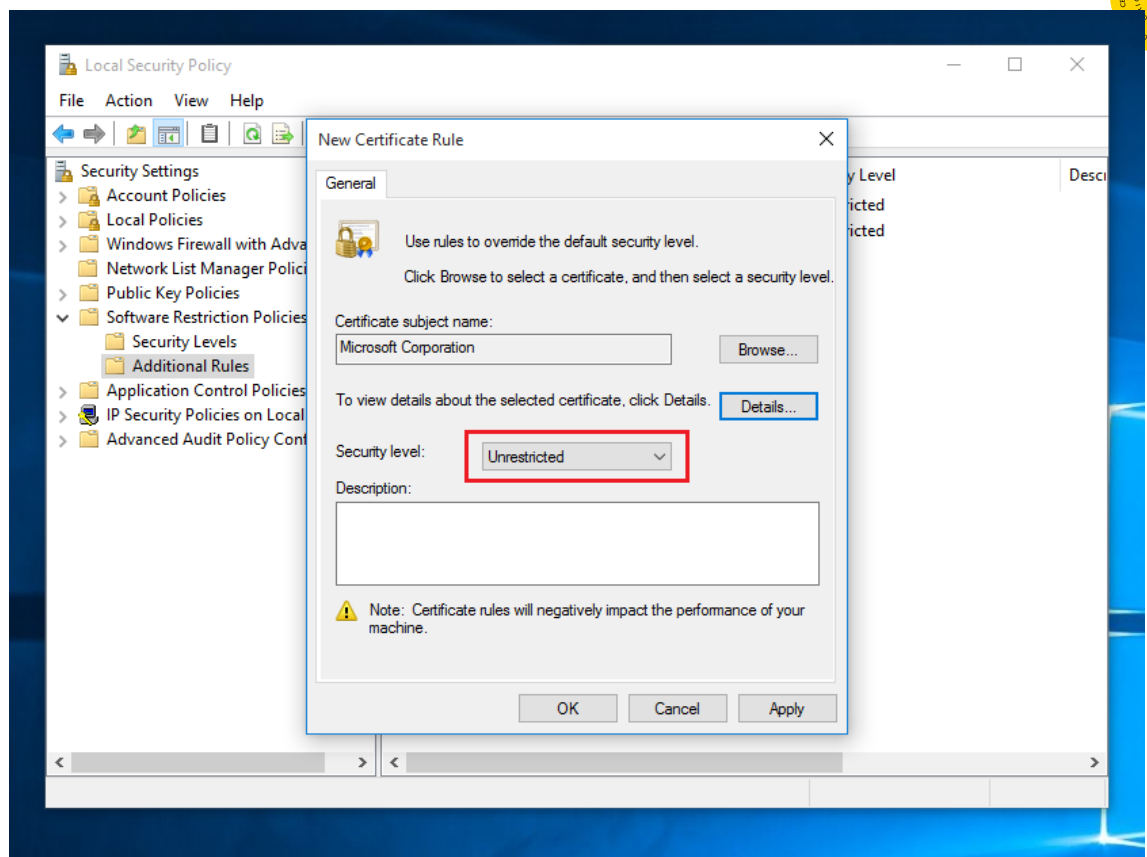 Local Security Policy
File Action View Help
Security Settings
Account Policies
Local Policies
Windows Firewall with Adva
Network List Manager Polici
Public Key Policies
Software Restriction Policies
Security Levels
Additional Rules
Application Control Policies
IP Security Policies on Local
Advanced Audit Policy Conf
y Level
Descr
ricted
ricted
New Certificate Rule
General
Use rules to override the default security level.
Click Browse to select a certificate, and then select a security level.
Certificate subject name:
Microsoft Corporation
Browse...
To view details about the selected certificate, click Details.
Details...
Security level:
Unrestricted
Description:
Note: Certificate rules will negatively impact the performance of your
machine.
OK Cancel Apply